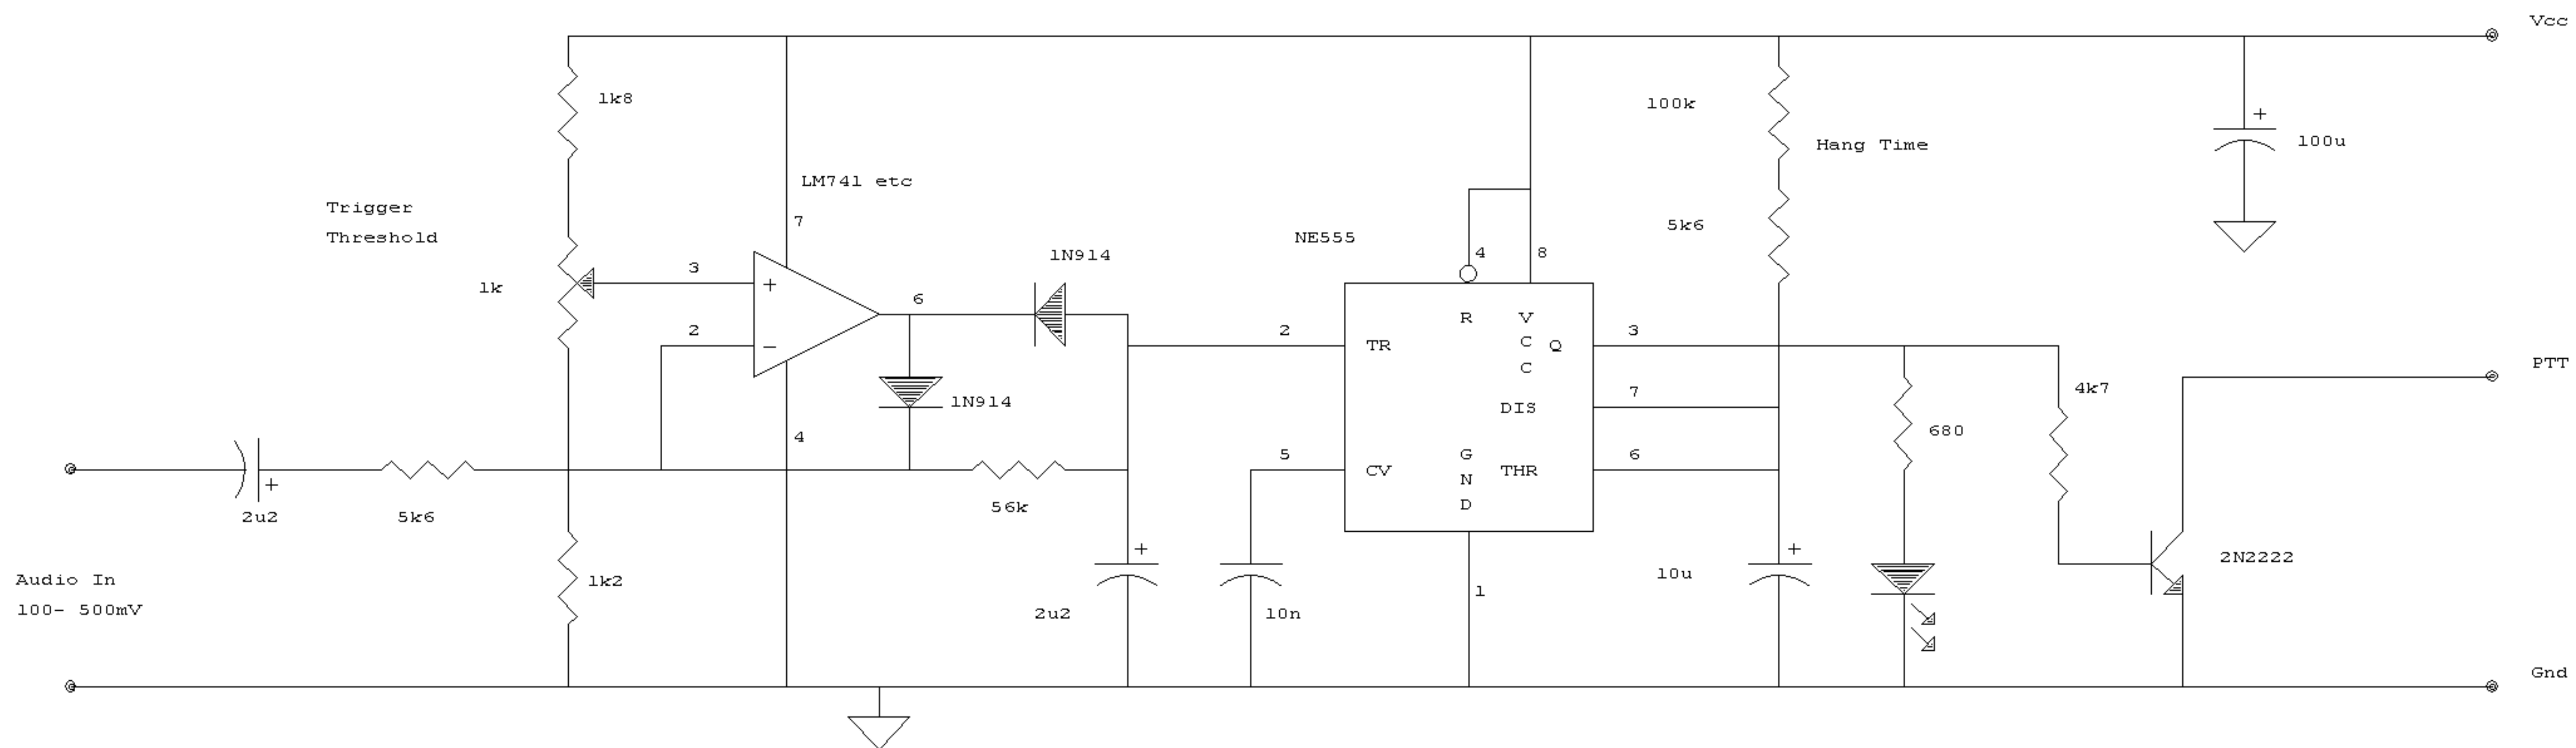 Vcc
1k8
100k
Hang Time
+
100u
LM741 etc
7
Trigger
Threshold
5k6
NE555
1N914
4
8
3
+
1k
6
2
−
2
TR
R
V
C
C
Q
3
PTT
4k7
1N914
DIS
7
680
4
5
CV
G
N
D
THR
6
+
2u2
5k6
56k
+
+
2N2222
Audio In
100- 500mV
1k2
2u2
10n
1
10u
Gnd